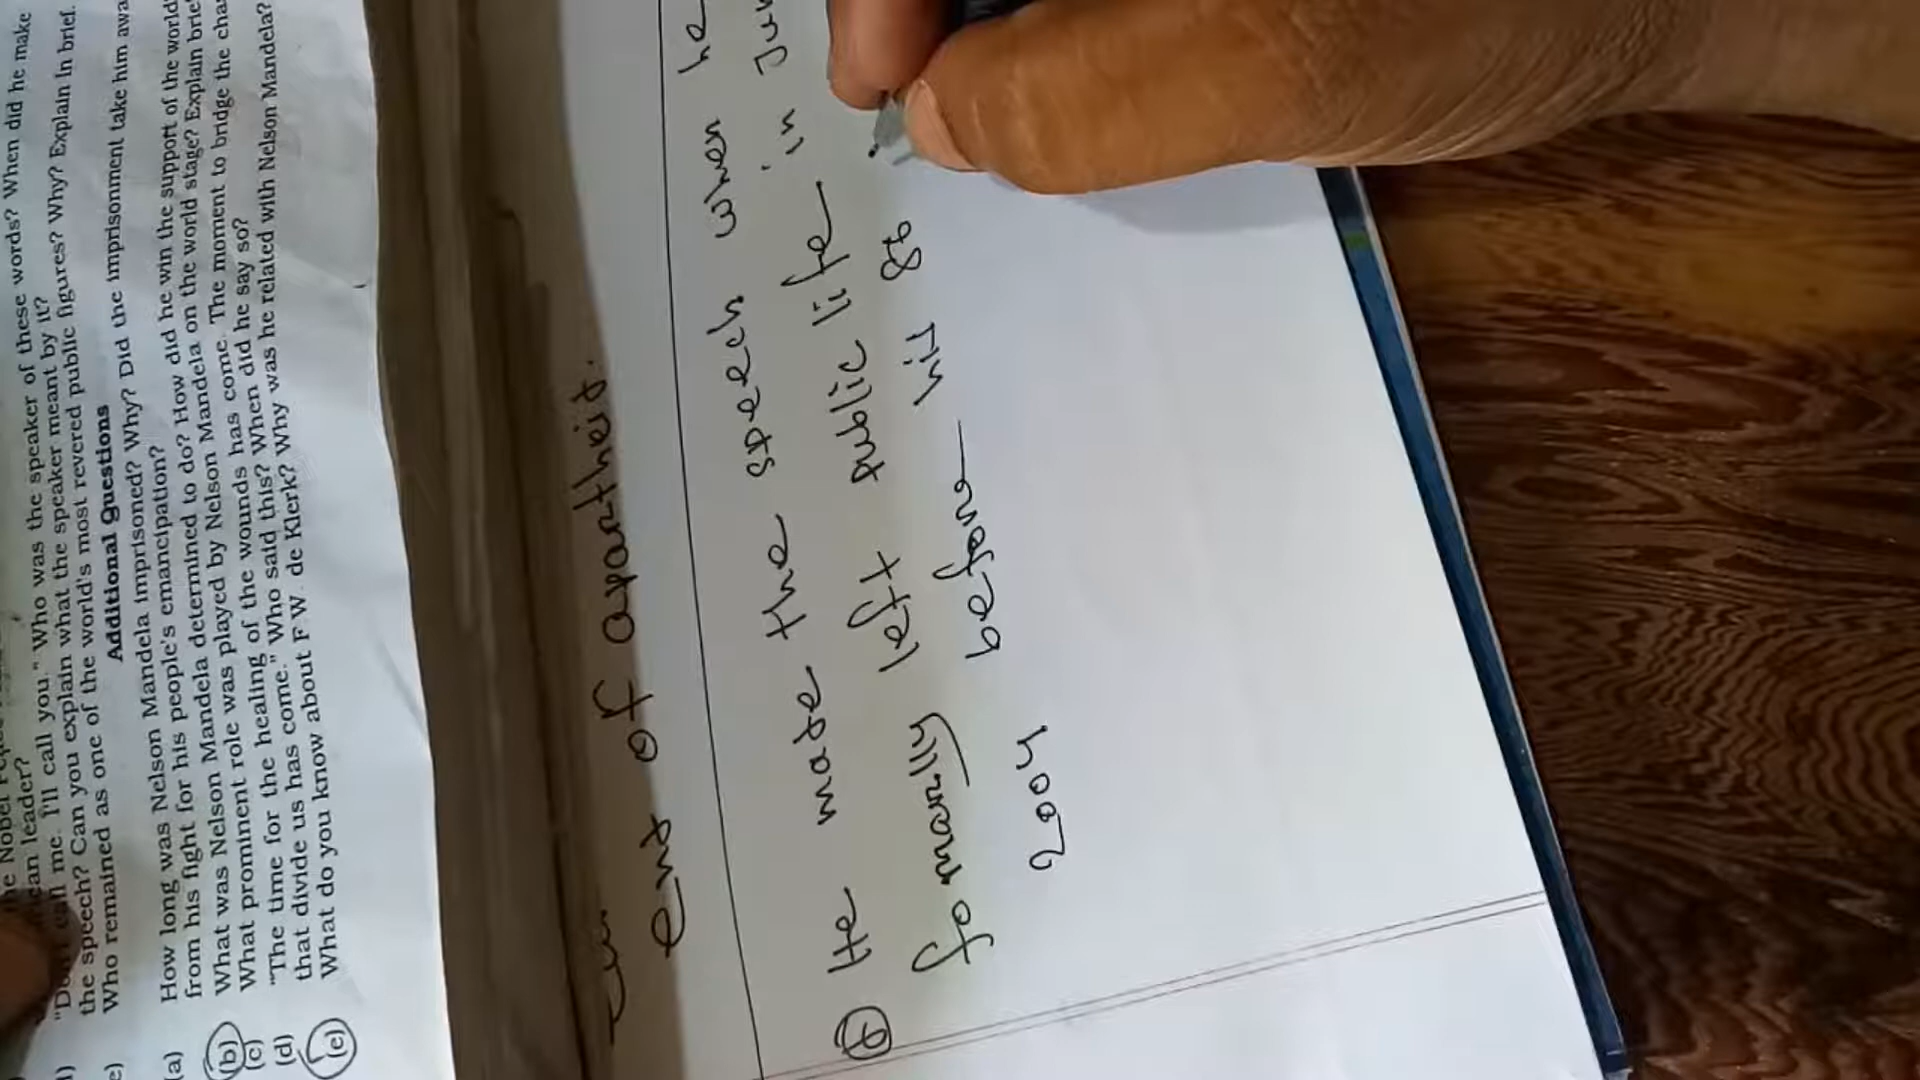 he Nobel
can leader?
me. I'll call you." Who was the speaker of these words? When did he make
the speech? Can you explain what the speaker meant by it?
e) Who remained as one of the world's most revered public figures? Why? Explain in brief.
Additional Questions
(a) How long was Nelson Mandela imprisoned? Why? Did the imprisonment take him awa
from his fight for his people's emancipation?
(b) What was Nelson Mandela determined to do? How did he win the support of the world
(c) What prominent role was played by Nelson Mandela on the world stage? Explain brie
(d) "The time for the healing of the wounds has come. The moment to bridge the cha
that divide us has come." Who said this? When did he say so?
(e) What do you know about F.W. de Klerk? Why was he related with Nelson Mandela?
end of apartheid.
He made the speech when he
formarlly left public life in Jun
2004 before his 86